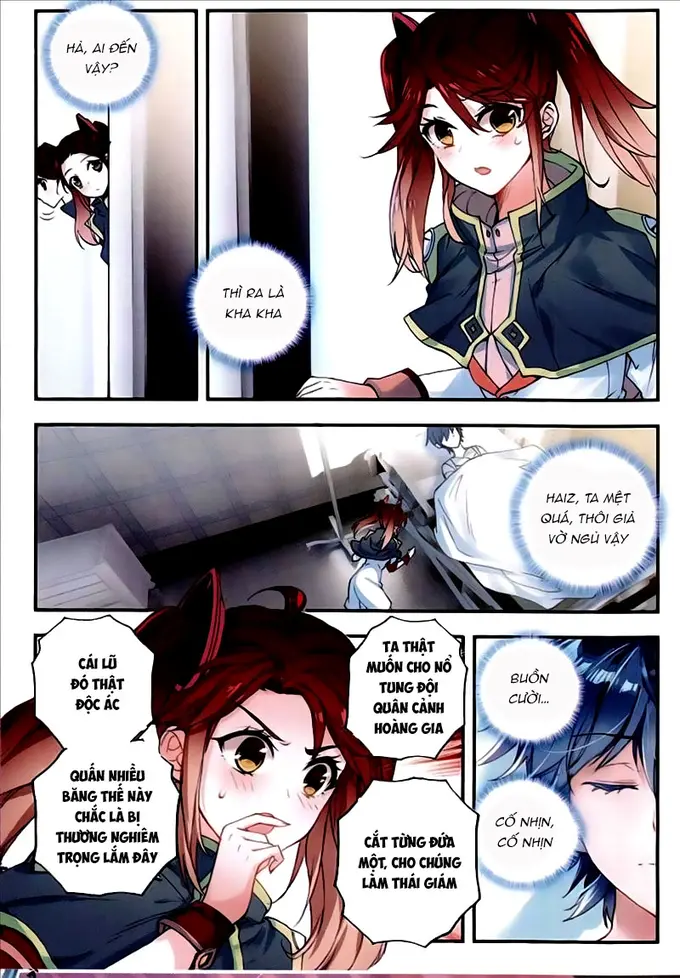 HẢ, AI ĐẾN
VẬY?
THÌ RA LÀ
KHA KHA
HAIZ, TA MỆT
QUÁ, THÔI GIẢ
VỜ NGỦ VẬY
CÁI LŨ
ĐÓ THẬT
ĐỘC ÁC
QUẤN NHIỀU
BĂNG THẾ NÀY
CHẮC LÀ BỊ
THƯƠNG NGHIÊM
TRỌNG LẮM ĐÂY
TA THẬT
MUỐN CHO NỔ
TUNG ĐỘI
QUÂN CẢNH
HOÀNG GIA
CẮT TỪNG ĐỨA
MỘT, CHO CHÚNG
LÀM THÁI GIÁM
BUỒN
CƯỜI...
CỐ NHỊN,
CỐ NHỊN